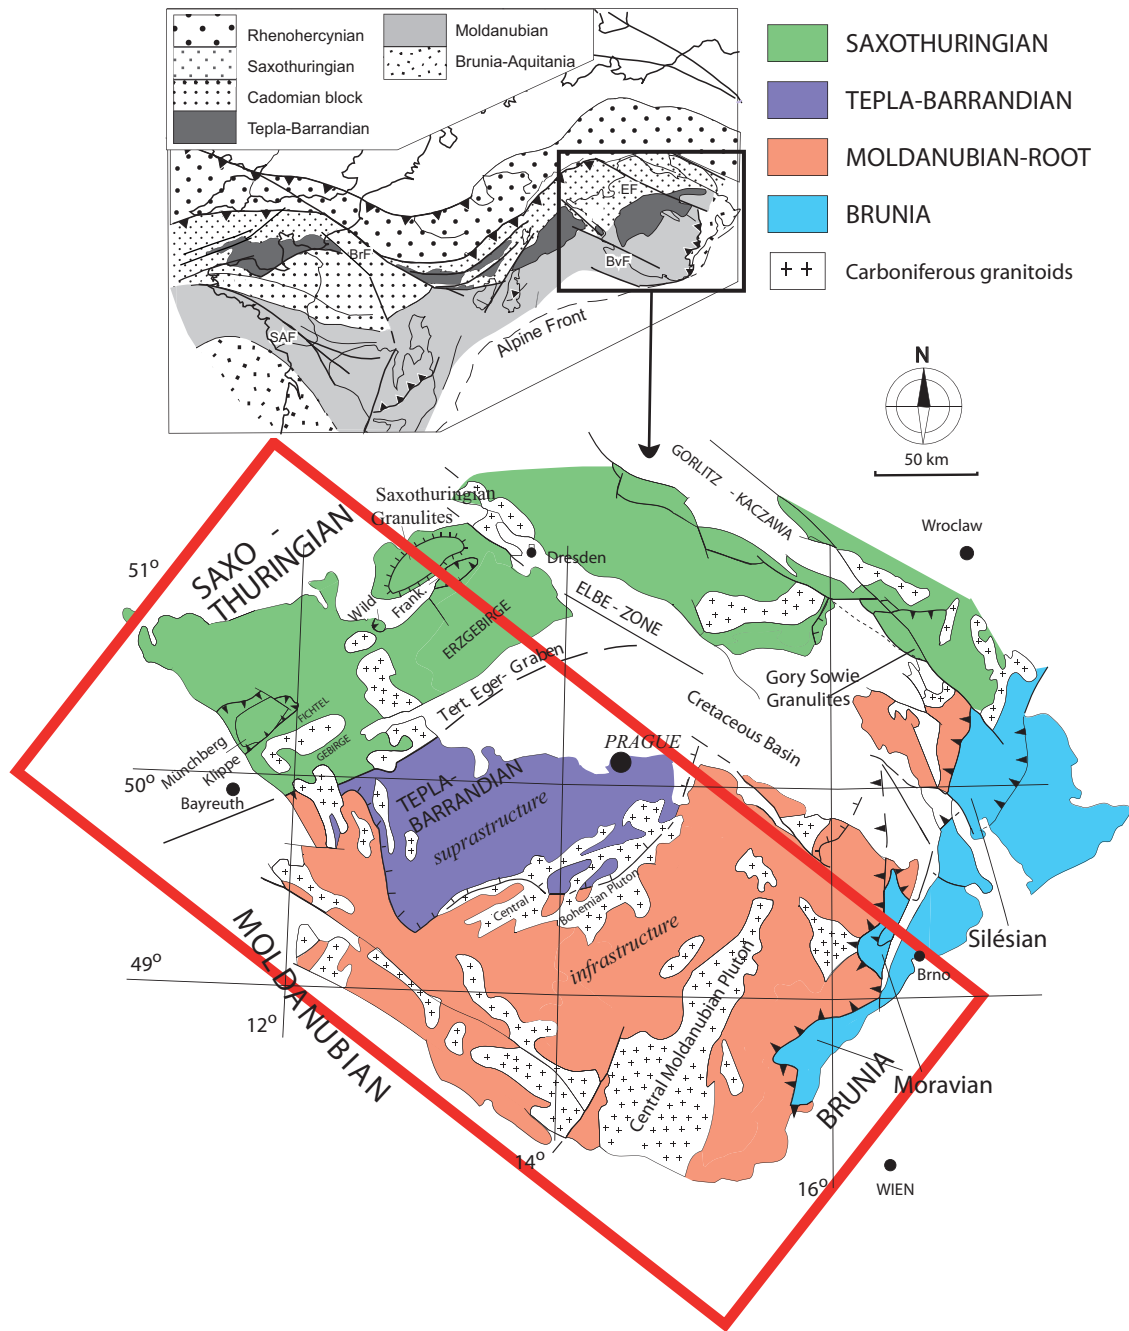 Rhenohercynian
Saxothuringian
Cadomian block
Tepla-Barrandian
Moldanubian
Brunia-Aquitania
EF
BrF
BvF
SAF
Alpine Front
SAXOTHURINGIAN
TEPLA-BARRANDIAN
MOLDANUBIAN-ROOT
BRUNIA
Carboniferous granitoids
N
50 km
GORLITZ - KACZAWA
Wroclaw
Saxothuringian
Granulites
SAXO -
THURINGIAN
51°
Dresden
Wild
Frank.
ERZGEBIRGE
ELBE - ZONE
Tert. Eger- Graben
Gory Sowie
Granulites
Cretaceous Basin
FICHTEL
GEBIRGE
Münchberg
Klippe
PRAGUE
50°
Bayreuth
TEPLA-
BARRANDIAN
suprastructure
Central
Bohemian Pluton
infrastructure
Silésian
MOLDANUBIAN
49°
Brno
12°
Central Moldanubian Pluton
Moravian
BRUNIA
14°
16°
WIEN